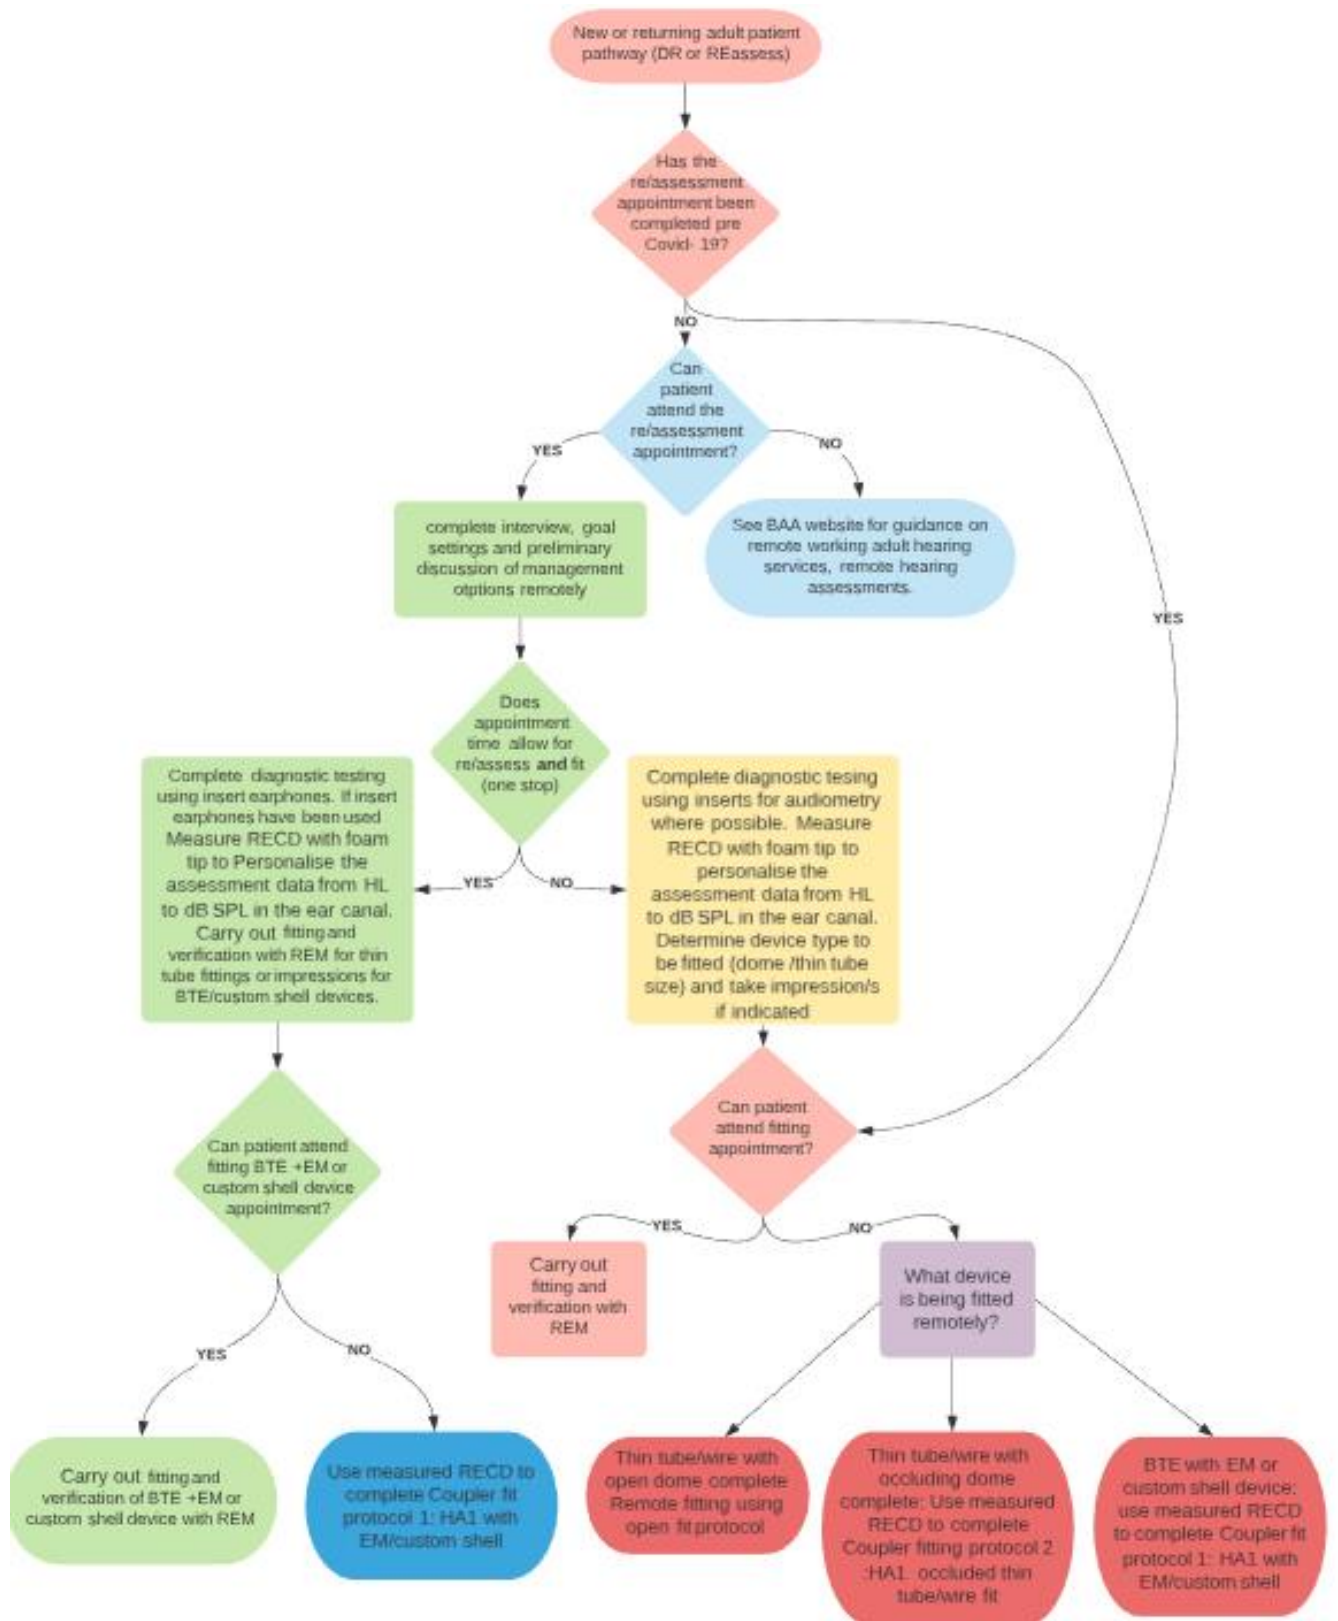 New or returning adult patient
pathway (DR or REassess)
Has the
re/assessment
appointment been
completed pre
Covid- 19?
NO
Can
patient
attend the
re/assessment
appointment?
YES
NO
complete interview, goal
settings and preliminary
discussion of management
otptions remotely
See BAA website for guidance on
remote working adult hearing
services, remote hearing
assessments.
YES
Does
appointment
time allow for
re/assess and fit
(one stop)
Complete diagnostic testing
using insert earphones. If insert
earphones have been used
Measure RECD with foam
tip to Personalise the
assessment data from HL
to dB SPL in the ear canal.
Carry out fitting and
verification with REM for thin
tube fittings or impressions for
BTE/custom shell devices.
YES
NO
Complete diagnostic tesing
using inserts for audiometry
where possible. Measure
RECD with foam tip to
personalise the
assessment data from HL
to dB SPL in the ear canal.
Determine device type to
be fitted (dome /thin tube
size) and take impression/s
if indicated
Can patient attend
fitting BTE +EM or
custom shell device
appointment?
Can patient
attend fitting
appointment?
YES
NO
Carry out
fitting and
verification with
REM
What device
is being fitted
remotely?
YES
NO
Carry out fitting and
verification of BTE +EM or
custom shell device with REM
Use measured RECD to
complete Coupler fit
protocol 1: HA1 with
EM/custom shell
Thin tube/wire with
open dome complete
Remote fitting using
open fit protocol
Thin tube/wire with
occluding dome
complete: Use measured
RECD to complete
Coupler fitting protocol 2
:HA1 occluded thin
tube/wire fit
BTE with EM or
custom shell device:
use measured RECD
to complete Coupler fit
protocol 1: HA1 with
EM/custom shell